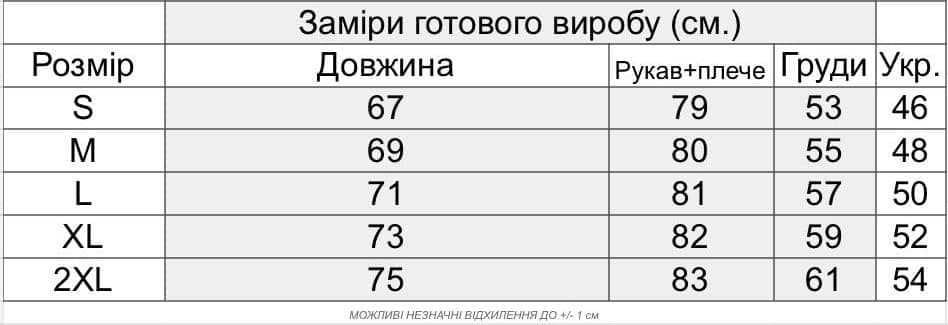 Заміри готового виробу (см.)
Розмір Довжина Рукав+плече Груди Укр.
S 67 79 53 46
M 69 80 55 48
L 71 81 57 50
XL 73 82 59 52
2XL 75 83 61 54
МОЖЛИВІ НЕЗНАЧНІ ВІДХИЛЕННЯ ДО +/- 1 см